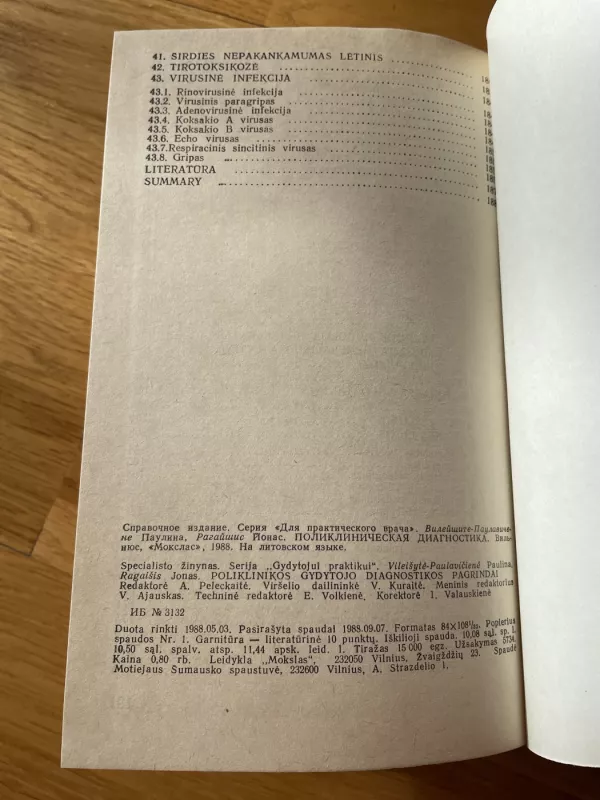 41. SIRDIES NEPAKANKAMUMAS LĖTINIS
42. TIROTOKSIKOZĖ
43. VIRUSINĖ INFEKCIJA
43.1. Rinovirusinė infekcija
43.2. Virusinis paragripas
43.3. Adenovirusinė infekcija
43.4. Koksakio A virusas
43.5. Koksakio B virusas
43.6. Echo virusas
43.7.Respiracinis sincitinis virusas
43.8. Gripas
LITERATŪRA
SUMMARY
Справочное издание. Серия «Для практического врача». Вилейшите-Паулавиче-
не Паулина, Рагайшис Йонас. ПОЛИКЛИНИЧЕСКАЯ ДИАГНОСТИКА. Виль-
нюс, «Мокслас», 1988. На литовском языке.
Specialisto žinynas. Serija „Gydytojui praktikui". Vileišytė-Paulavičienė Paulina,
Ragaišis Jonas. POLIKLINIKOS GYDYTOJO DIAGNOSTIKOS PAGRINDAI
Redaktorė A. Peleckaitė. Viršelio dailininkė V. Kuraitė. Meninis redaktorius
V. Ajauskas. Techninė redaktorė E. Volkienė. Korektorė I. Valauskienė
ИБ № 3132
Duota rinkti 1988.05.03. Pasirašyta spaudai 1988.09.07. Formatas 84×108¹/₃₂. Popierius
spaudos Nr. 1. Garnitūra — literatūrinė 10 punktų. Iškilioji spauda. 10,08 sąl. sp. l.
10,50 sąl. spalv. atsp. 11,44 apsk. leid. l. Tiražas 15 000 egz. Užsakymas 5734.
Kaina 0,80 rb. Leidykla „Mokslas", 232050 Vilnius, Žvaigždžių 23. Spaudė
Motiejaus Šumausko spaustuvė, 232600 Vilnius, A. Strazdelio 1.